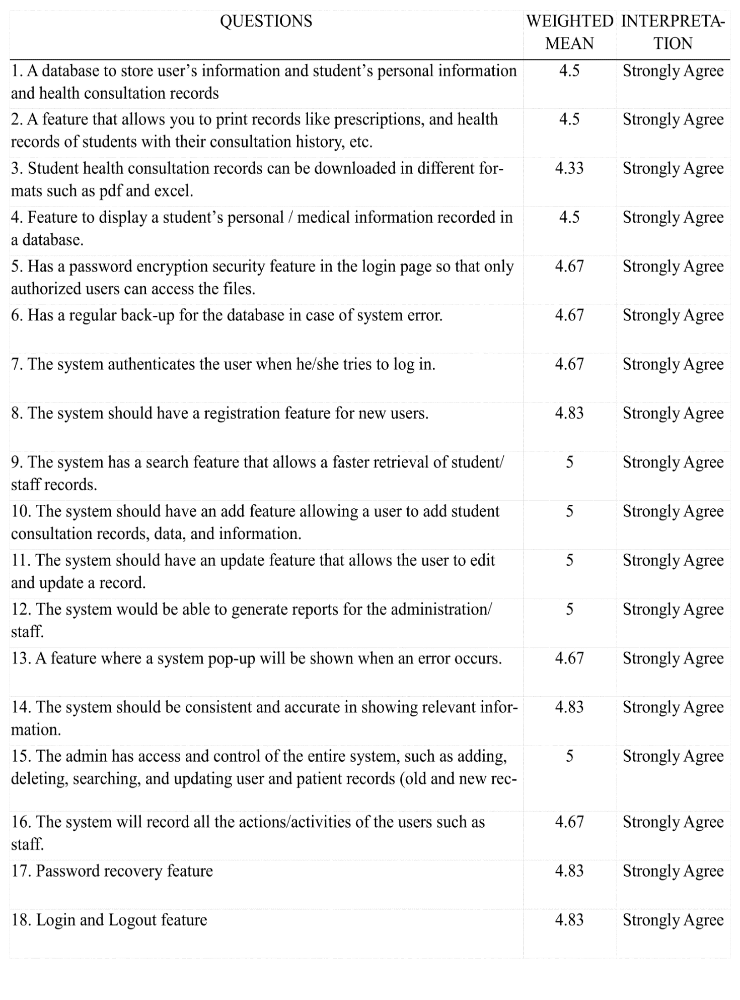 QUESTIONS WEIGHTED INTERPRETA-
MEAN TION
1. A database to store user’s information and student’s personal information 4.5 Strongly Agree
and health consultation records
2. A feature that allows you to print records like prescriptions, and health 4.5 Strongly Agree
records of students with their consultation history, etc.
3. Student health consultation records can be downloaded in different for- 4.33 Strongly Agree
mats such as pdf and excel.
4. Feature to display a student’s personal / medical information recorded in 4.5 Strongly Agree
a database.
5. Has a password encryption security feature in the login page so that only 4.67 Strongly Agree
authorized users can access the files.
6. Has a regular back-up for the database in case of system error. 4.67 Strongly Agree
7. The system authenticates the user when he/she tries to log in. 4.67 Strongly Agree
8. The system should have a registration feature for new users. 4.83 Strongly Agree
9. The system has a search feature that allows a faster retrieval of student/ 5 Strongly Agree
staff records.
10. The system should have an add feature allowing a user to add student 5 Strongly Agree
consultation records, data, and information.
11. The system should have an update feature that allows the user to edit 5 Strongly Agree
and update a record.
12. The system would be able to generate reports for the administration/ 5 Strongly Agree
staff.
13. A feature where a system pop-up will be shown when an error occurs. 4.67 Strongly Agree
14. The system should be consistent and accurate in showing relevant infor- 4.83 Strongly Agree
mation.
15. The admin has access and control of the entire system, such as adding, 5 Strongly Agree
deleting, searching, and updating user and patient records (old and new rec-
16. The system will record all the actions/activities of the users such as 4.67 Strongly Agree
staff.
17. Password recovery feature 4.83 Strongly Agree
18. Login and Logout feature 4.83 Strongly Agree